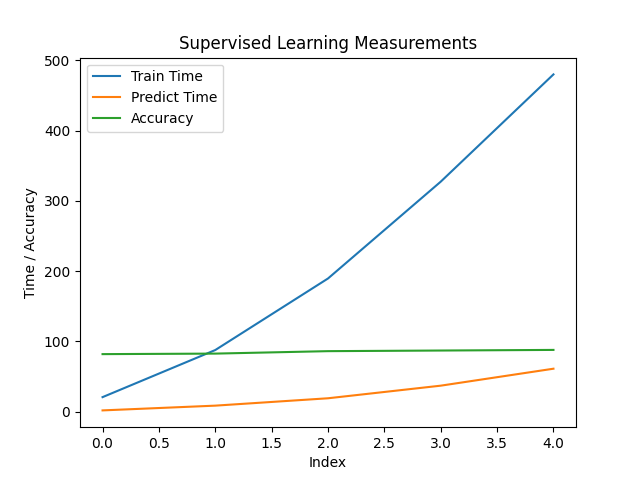 Supervised Learning Measurements
Train Time
Predict Time
Accuracy
500
400
300
200
100
0
Time / Accuracy
0.0 0.5 1.0 1.5 2.0 2.5 3.0 3.5 4.0
Index